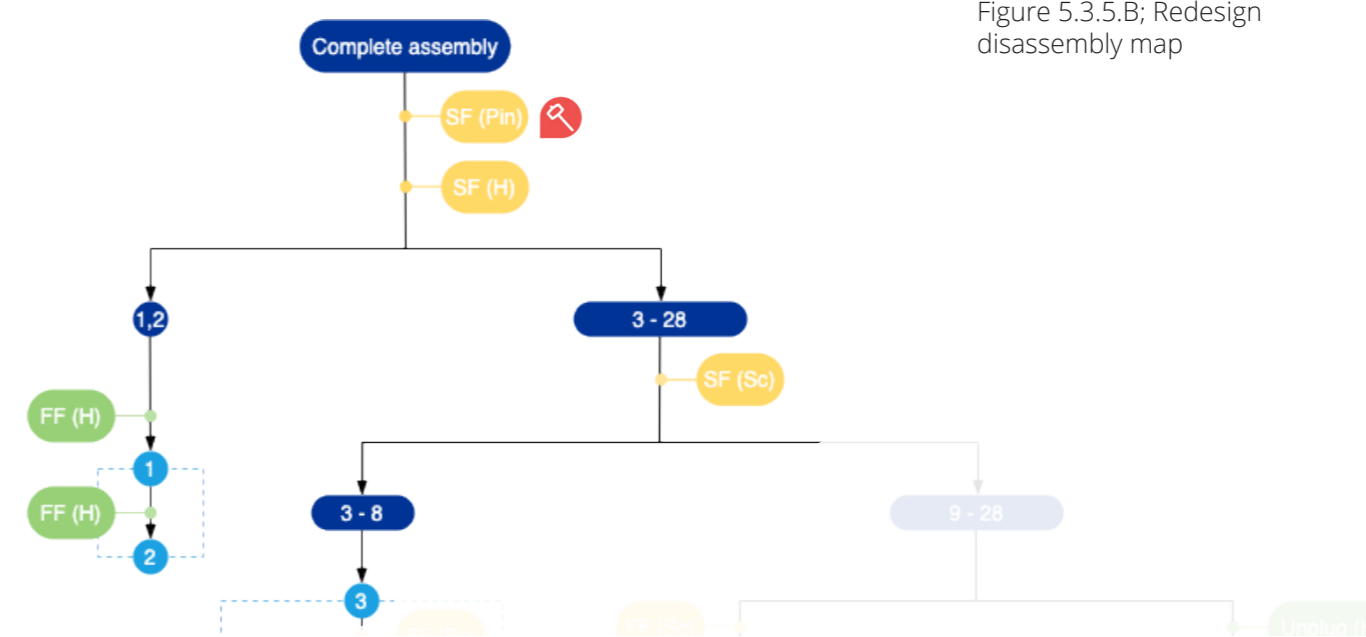 Figure 5.3.5.B; Redesign
disassembly map
Complete assembly
SF (Pin)
SF (H)
1,2
3 - 28
SF (Sc)
FF (H)
1
FF (H)
2
3 - 8
9 - 28
3